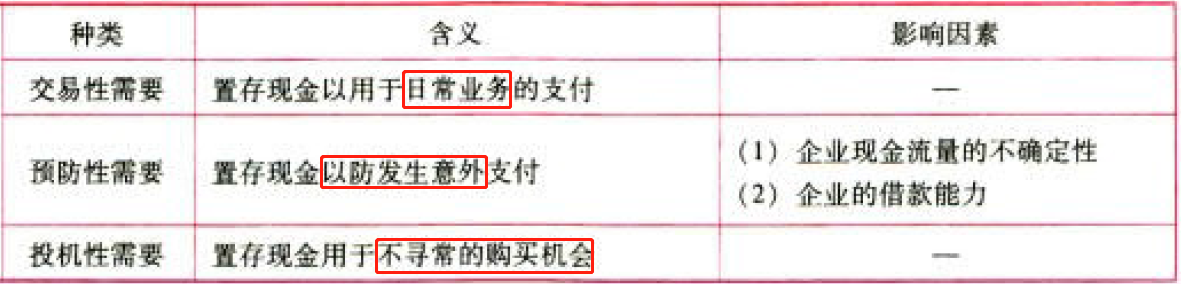 种类 含义 影响因素
交易性需要 置存现金以用于日常业务的支付 —
预防性需要 置存现金以防发生意外支付 (1) 企业现金流量的不确定性
(2) 企业的借款能力
投机性需要 置存现金用于不寻常的购买机会 —